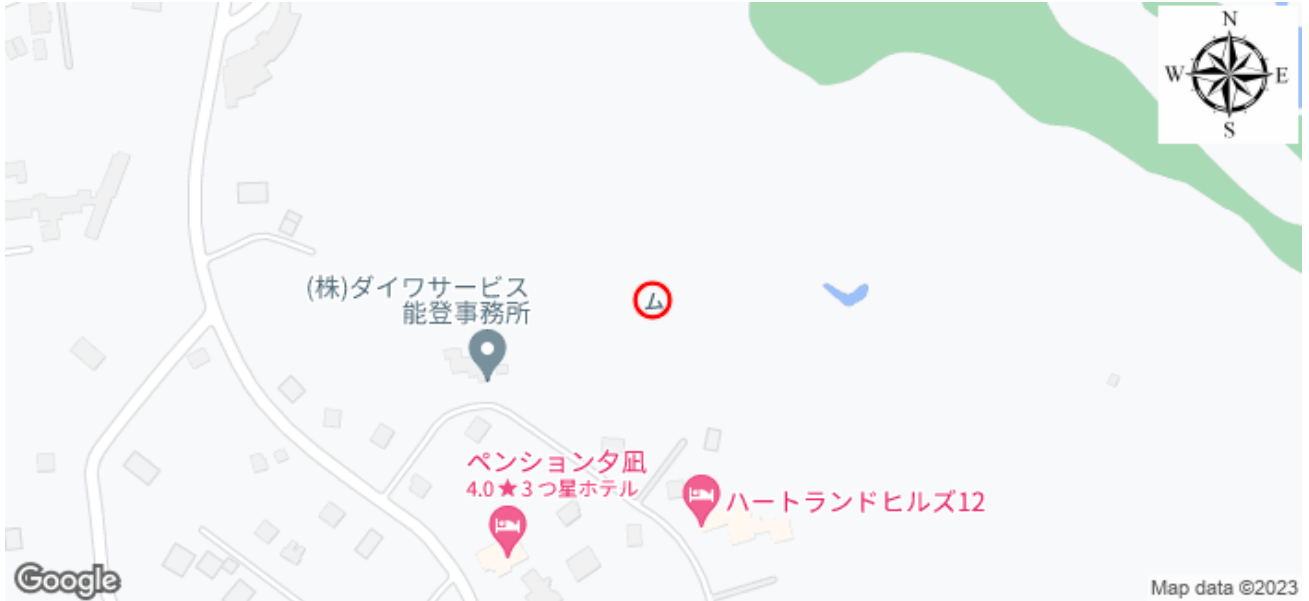 N
W E
S
(株)ダイワサービス
能登事務所
ム
ペンション夕凪
4.0★3つ星ホテル
ハートランドヒルズ12
Google
Map data ©2023